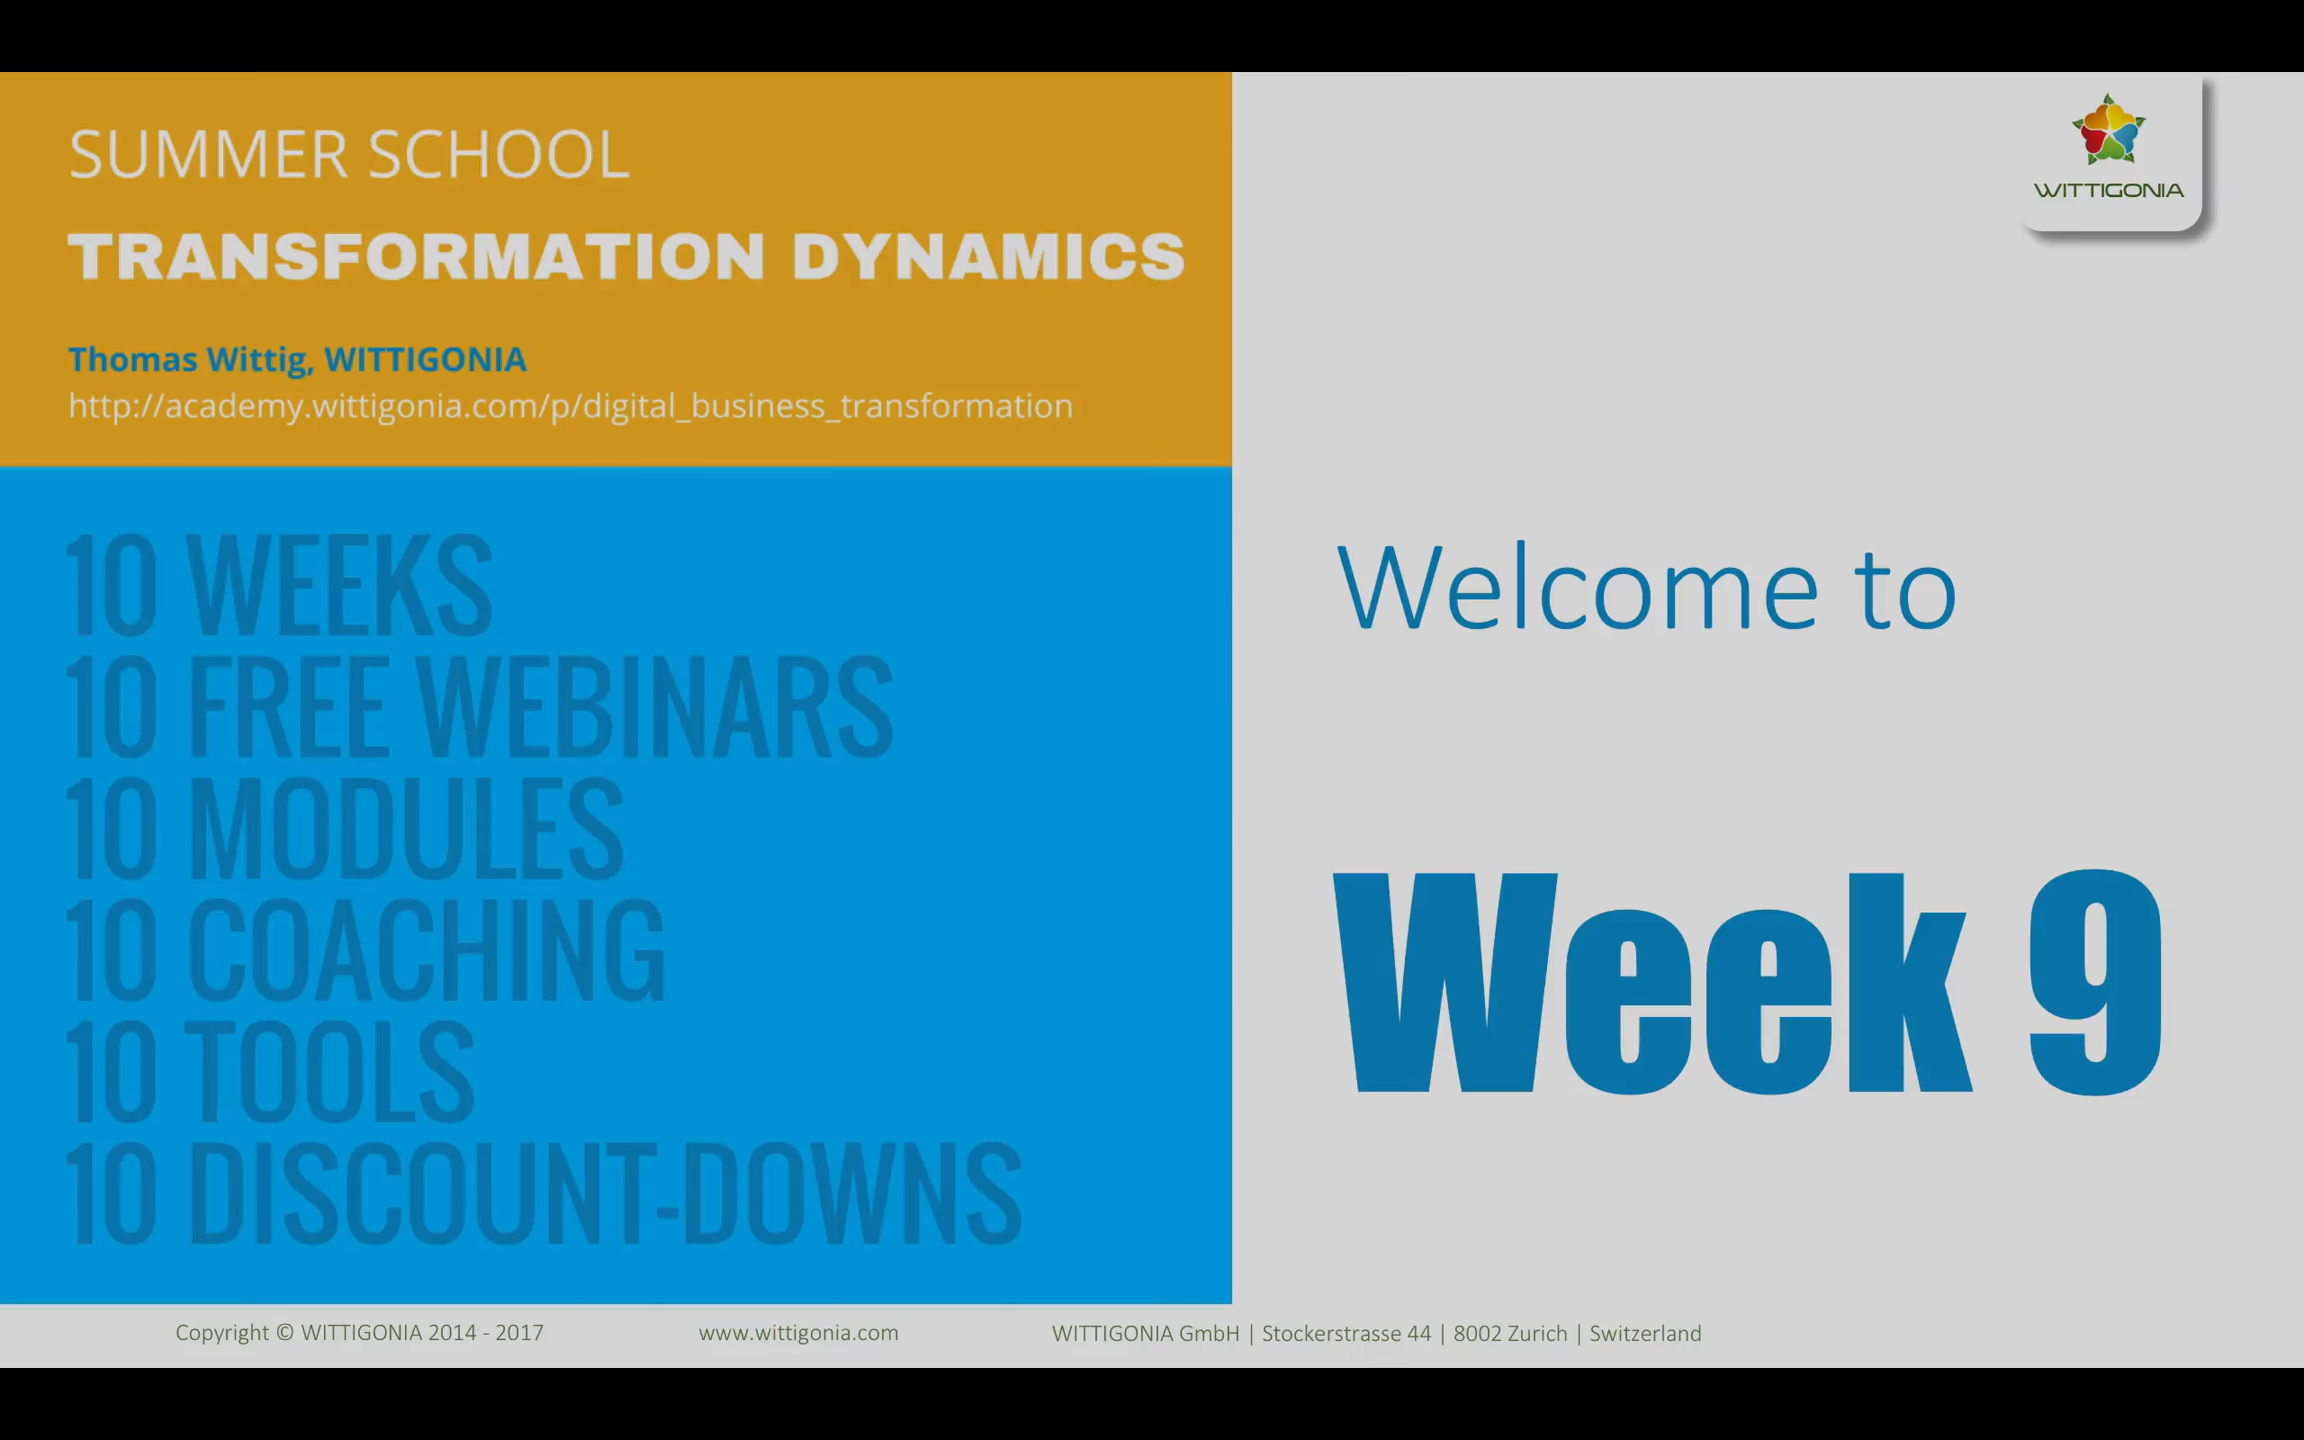 SUMMER SCHOOL
TRANSFORMATION DYNAMICS
Thomas Wittig, WITTIGONIA
http://academy.wittigonia.com/p/digital_business_transformation
10 WEEKS
10 FREE WEBINARS
10 MODULES
10 COACHING
10 TOOLS
10 DISCOUNT-DOWNS
WITTIGONIA
Welcome to
Week 9
Copyright © WITTIGONIA 2014 - 2017
www.wittigonia.com
WITTIGONIA GmbH | Stockerstrasse 44 | 8002 Zurich | Switzerland